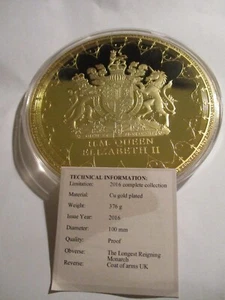 H.M. QUEEN
ELIZABETH II
TECHNICAL INFORMATION:
Limitation: 2016 complete collection
Material: Cu gold plated
Weight: 376 g
Issue Year: 2016
Diameter: 100 mm
Quality: Proof
Obverse: The Longest Reigning
Monarch
Reverse: Coat of arms UK